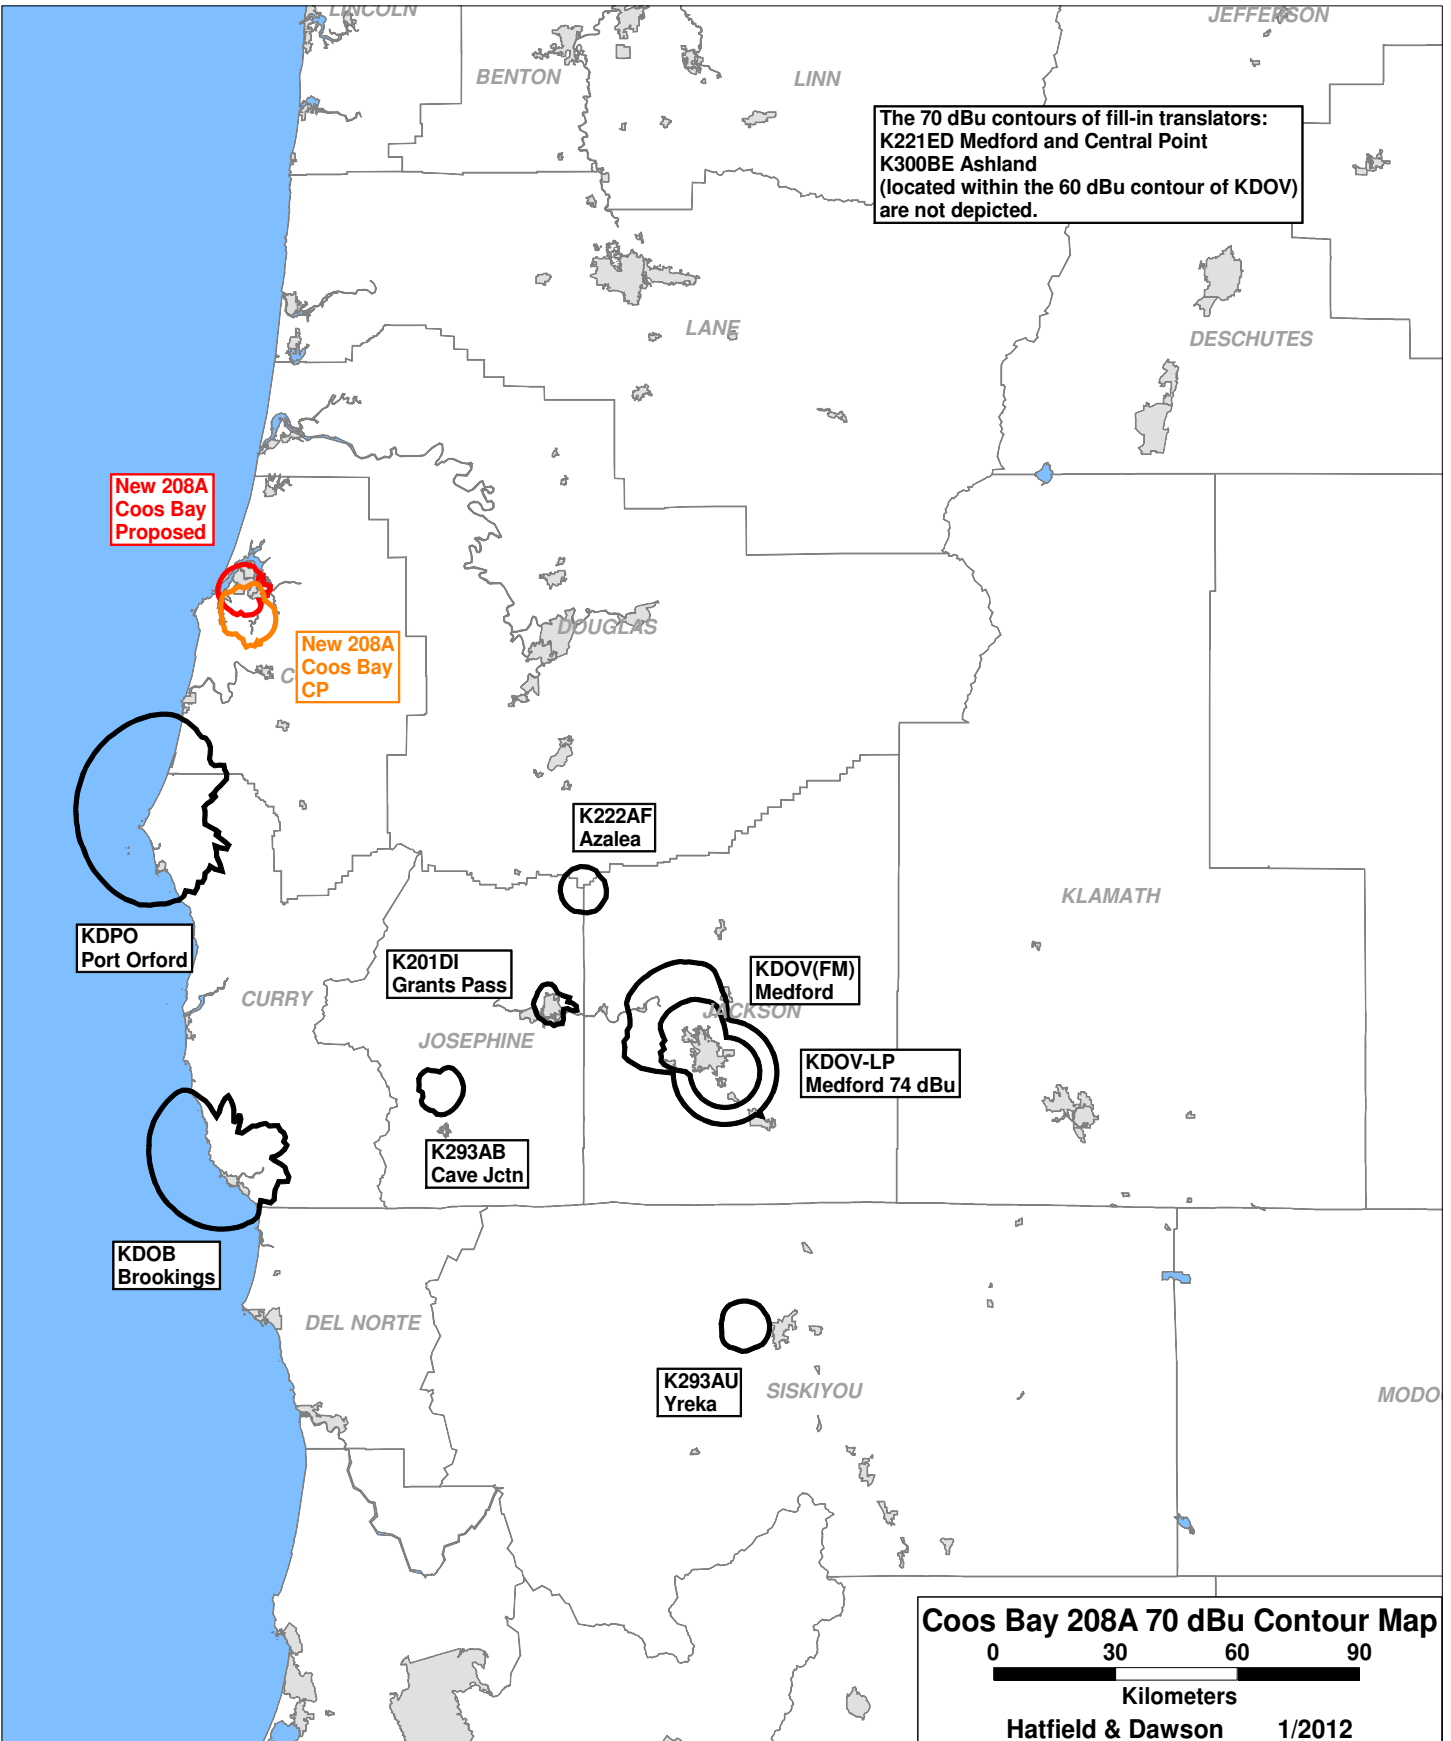 LINCOLN
JEFFERSON
BENTON
LINN
The 70 dBu contours of fill-in translators:
K221ED Medford and Central Point
K300BE Ashland
(located within the 60 dBu contour of KDOV)
are not depicted.
LANE
DESCHUTES
New 208A
Coos Bay
Proposed
DOUGLAS
New 208A
Coos Bay
CP
C
K222AF
Azalea
KLAMATH
KDPO
Port Orford
K201DI
Grants Pass
KDOV(FM)
Medford
CURRY
JACKSON
JOSEPHINE
KDOV-LP
Medford 74 dBu
K293AB
Cave Jctn
KDOB
Brookings
DEL NORTE
K293AU
Yreka
SISKIYOU
MODO
Coos Bay 208A 70 dBu Contour Map
0 30 60 90
Kilometers
Hatfield & Dawson 1/2012